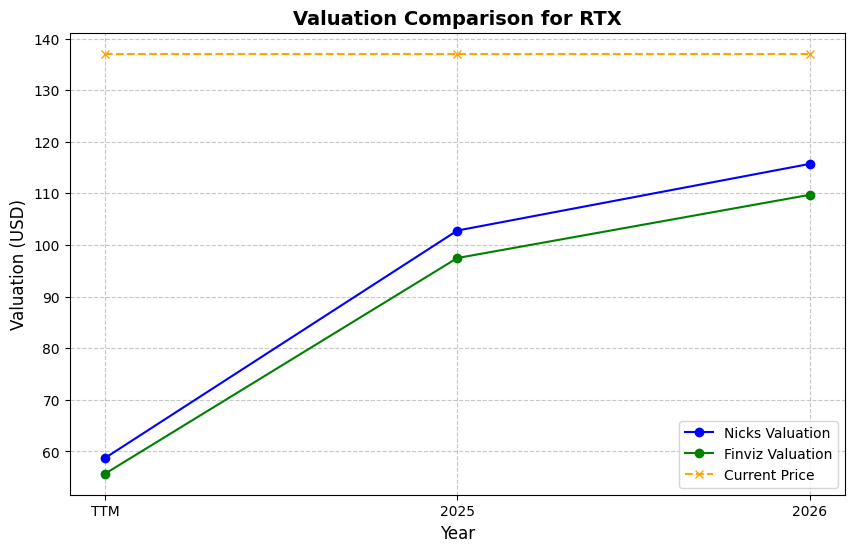 Valuation Comparison for RTX
Valuation (USD)
140
130
120
110
100
90
80
70
60
TTM
2025
2026
Year
Nicks Valuation
Finviz Valuation
Current Price